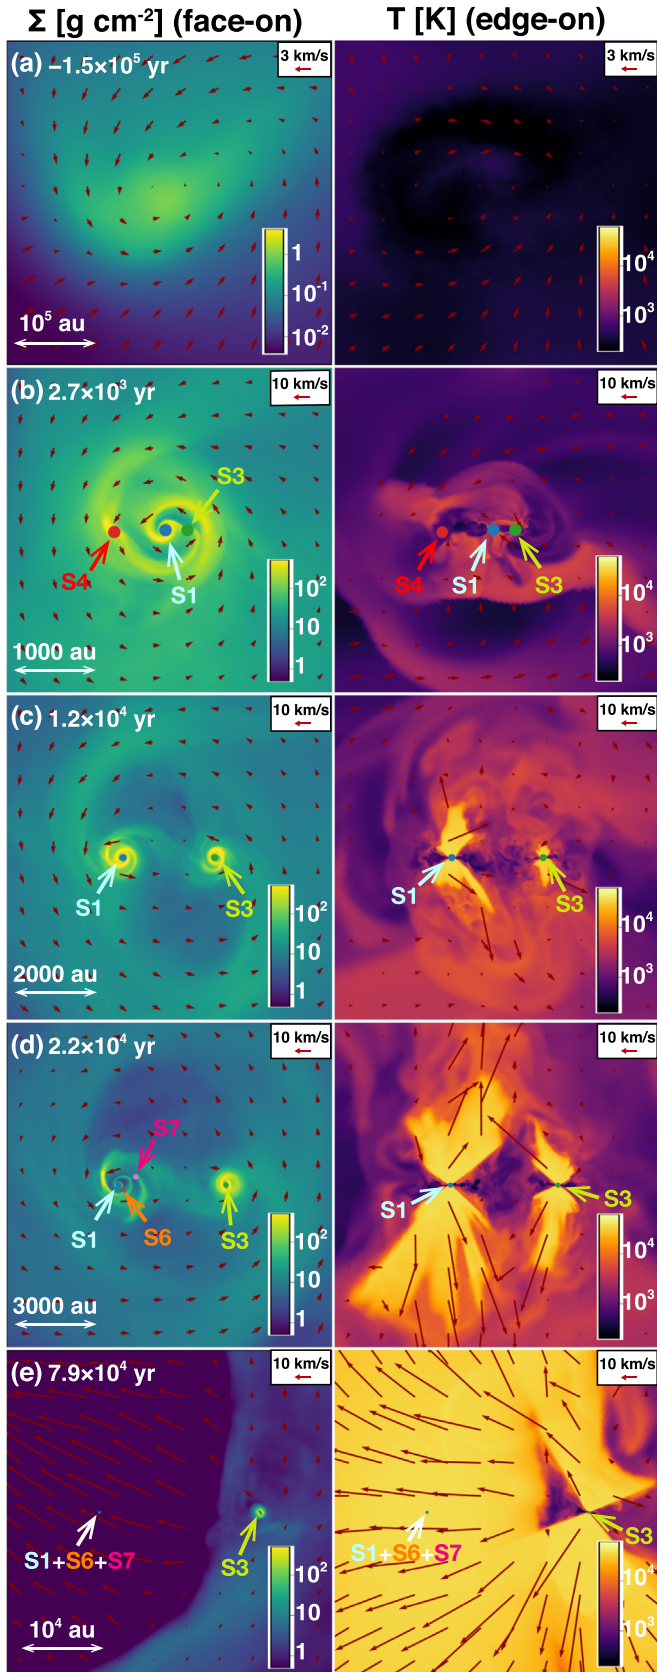 Σ [g cm⁻²] (face-on)
T [K] (edge-on)
(a) −1.5×10⁵ yr
3 km/s
1
10⁻¹
10⁻²
10⁵ au
3 km/s
10⁴
10³
(b) 2.7×10³ yr
10 km/s
S3
S4
S1
10²
10
1
1000 au
10 km/s
S4
S1
S3
10⁴
10³
(c) 1.2×10⁴ yr
10 km/s
S1
S3
10²
10
1
2000 au
10 km/s
S1
S3
10⁴
10³
(d) 2.2×10⁴ yr
10 km/s
S7
S1
S6
S3
10²
10
1
3000 au
10 km/s
S1
S3
10⁴
10³
(e) 7.9×10⁴ yr
10 km/s
S1+S6+S7
S3
10²
10
1
10⁴ au
10 km/s
S3
S1+S6+S7
10⁴
10³